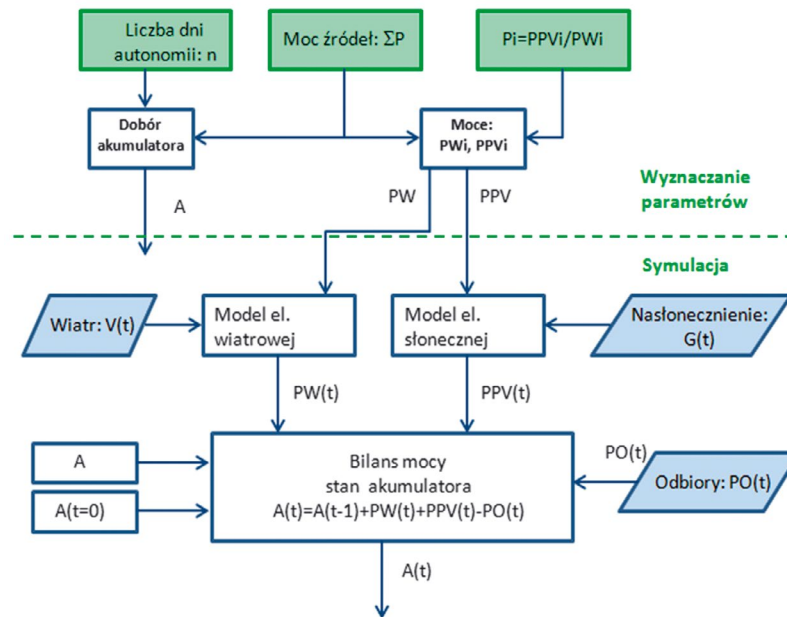 Liczba dni
autonomii: n
Moc źródeł: ΣP
Pi=PPVi/PWi
Dobór
akumulatora
Moce:
PWi, PPVi
A
PW
PPV
Wyznaczanie
parametrów
Symulacja
Wiatr: V(t)
Model el.
wiatrowej
Model el.
słonecznej
Nasłonecznienie:
G(t)
PW(t)
PPV(t)
A
A(t=0)
Bilans mocy
stan akumulatora
A(t)=A(t-1)+PW(t)+PPV(t)-PO(t)
PO(t)
Odbiory: PO(t)
A(t)